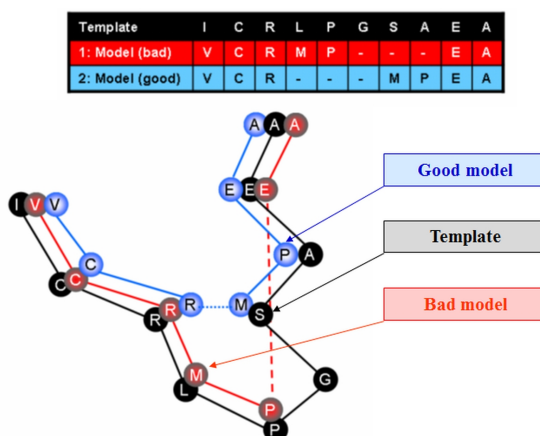 Template I C R L P G S A E A
1: Model (bad) V C R M P - - - E A
2: Model (good) V C R - - - M P E A
A A A
E E E
Good model
I V V
P A
Template
C
C C
R M S
R R
Bad model
M
L
G
P
P